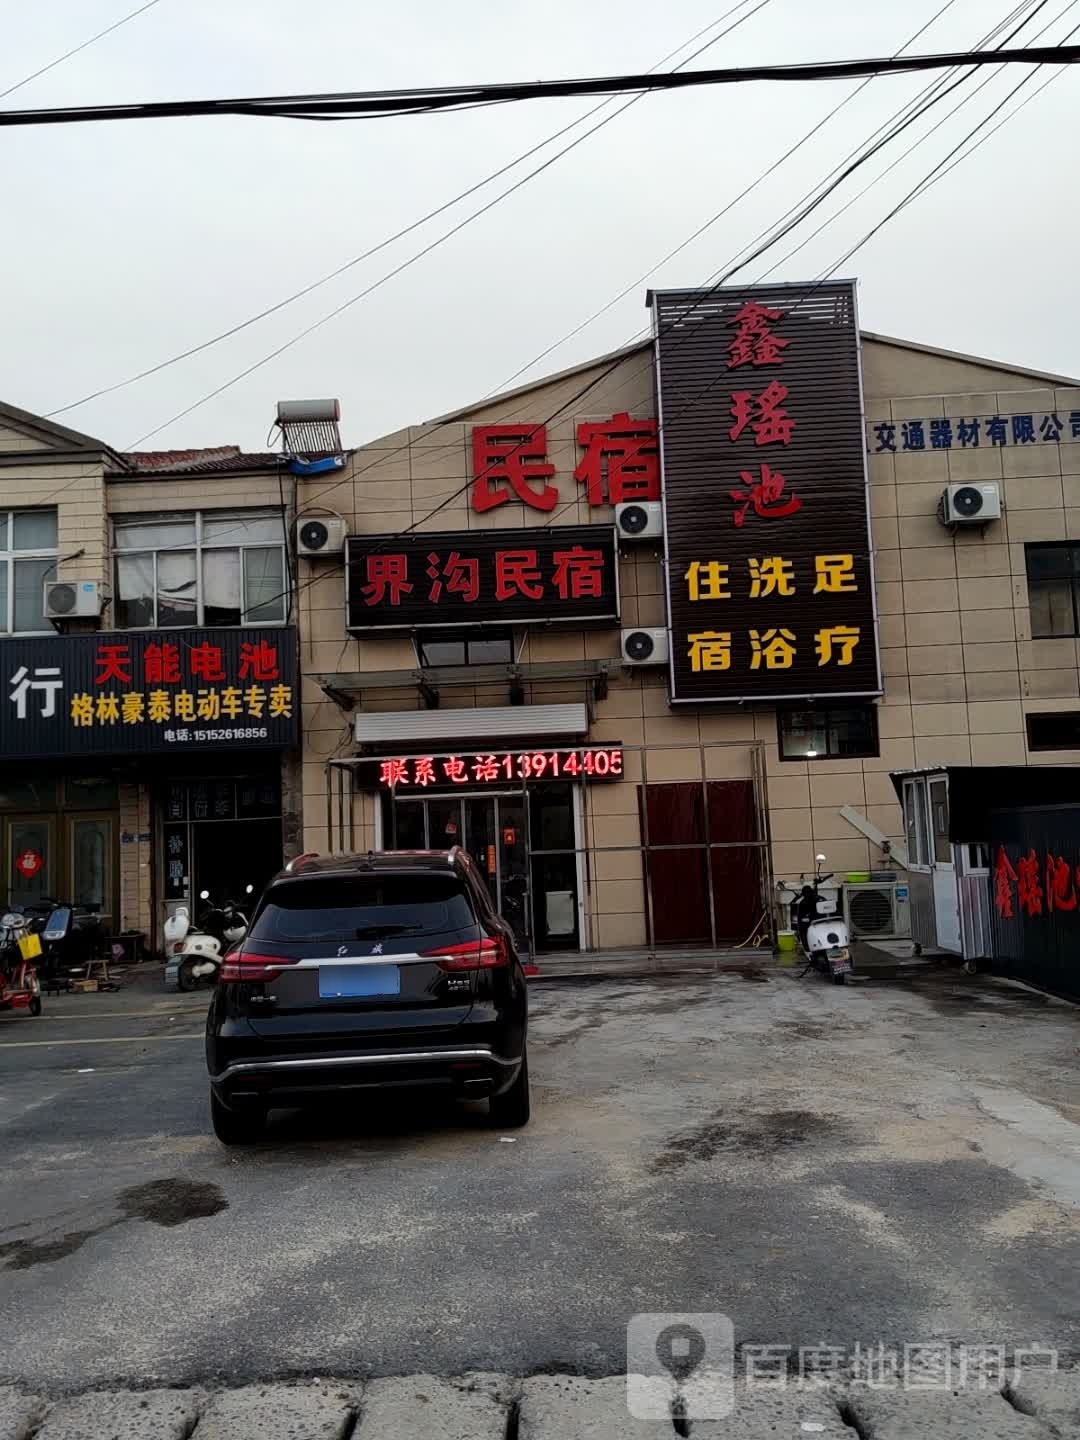 民宿
鑫瑶池
住宿
洗浴
足疗
交通器材有限公司
界沟民宿
行
天能电池
格林豪泰电动车专卖
电话:15152616856
联系电话13914405
鑫瑶池
福
红旗
百度地图用户